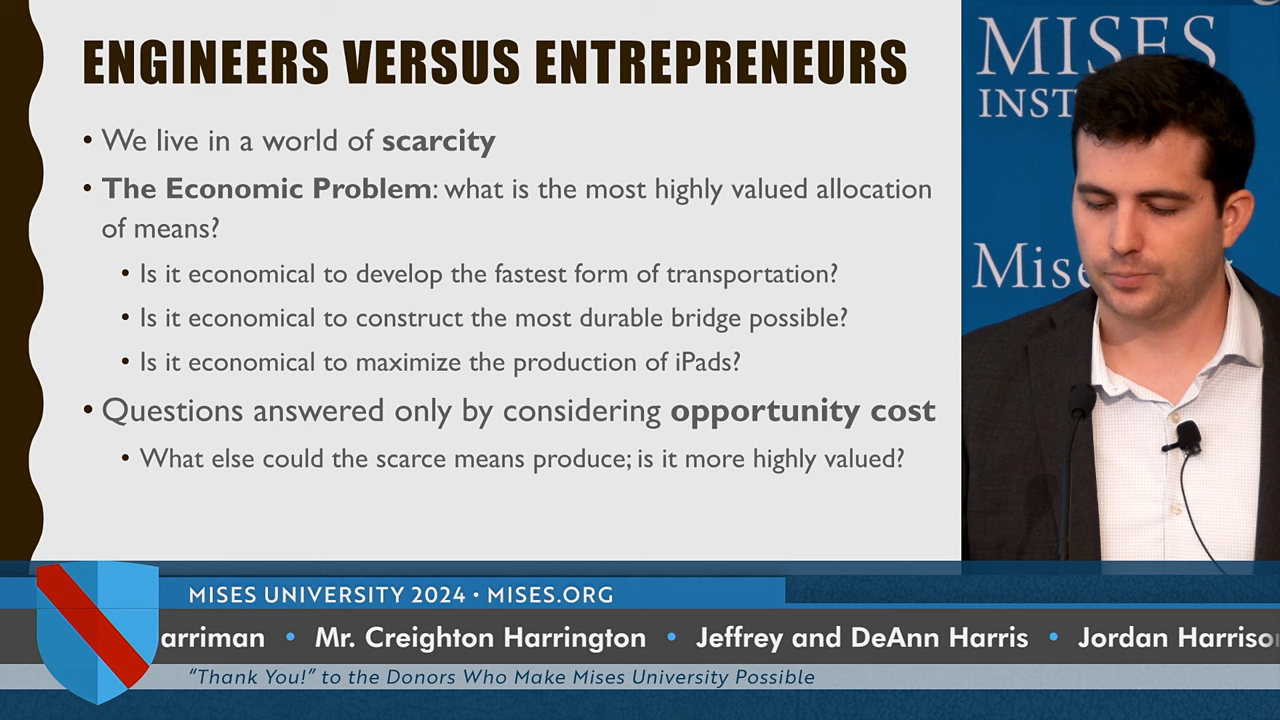 ENGINEERS VERSUS ENTREPRENEURS
• We live in a world of scarcity
• The Economic Problem: what is the most highly valued allocation
of means?
• Is it economical to develop the fastest form of transportation?
• Is it economical to construct the most durable bridge possible?
• Is it economical to maximize the production of iPads?
• Questions answered only by considering opportunity cost
• What else could the scarce means produce; is it more highly valued?
MISES
INST
Mise
MISES UNIVERSITY 2024 • MISES.ORG
arriman • Mr. Creighton Harrington • Jeffrey and DeAnn Harris • Jordan Harriso
“Thank You!” to the Donors Who Make Mises University Possible